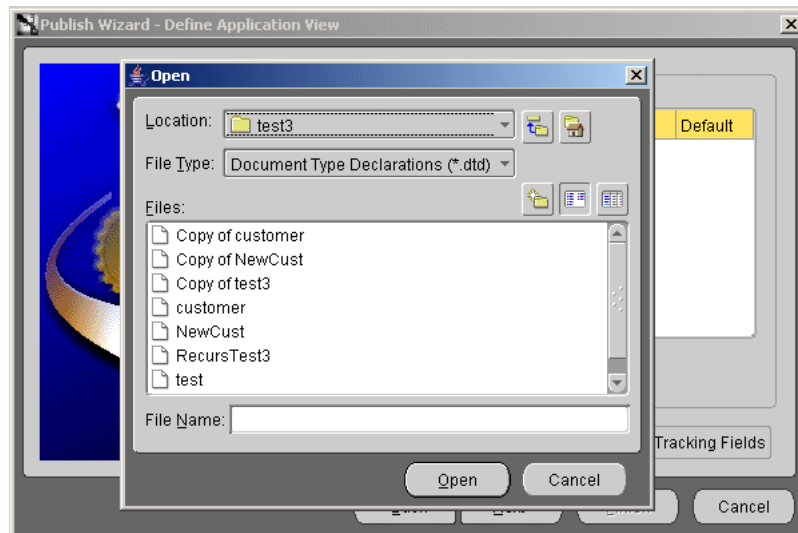 Publish Wizard - Define Application View
Open
Location: test3
Default
File Type: Document Type Declarations (*.dtd)
Files:
Copy of customer
Copy of NewCust
Copy of test3
customer
NewCust
RecursTest3
test
File Name:
Tracking Fields
Open Cancel
Cancel